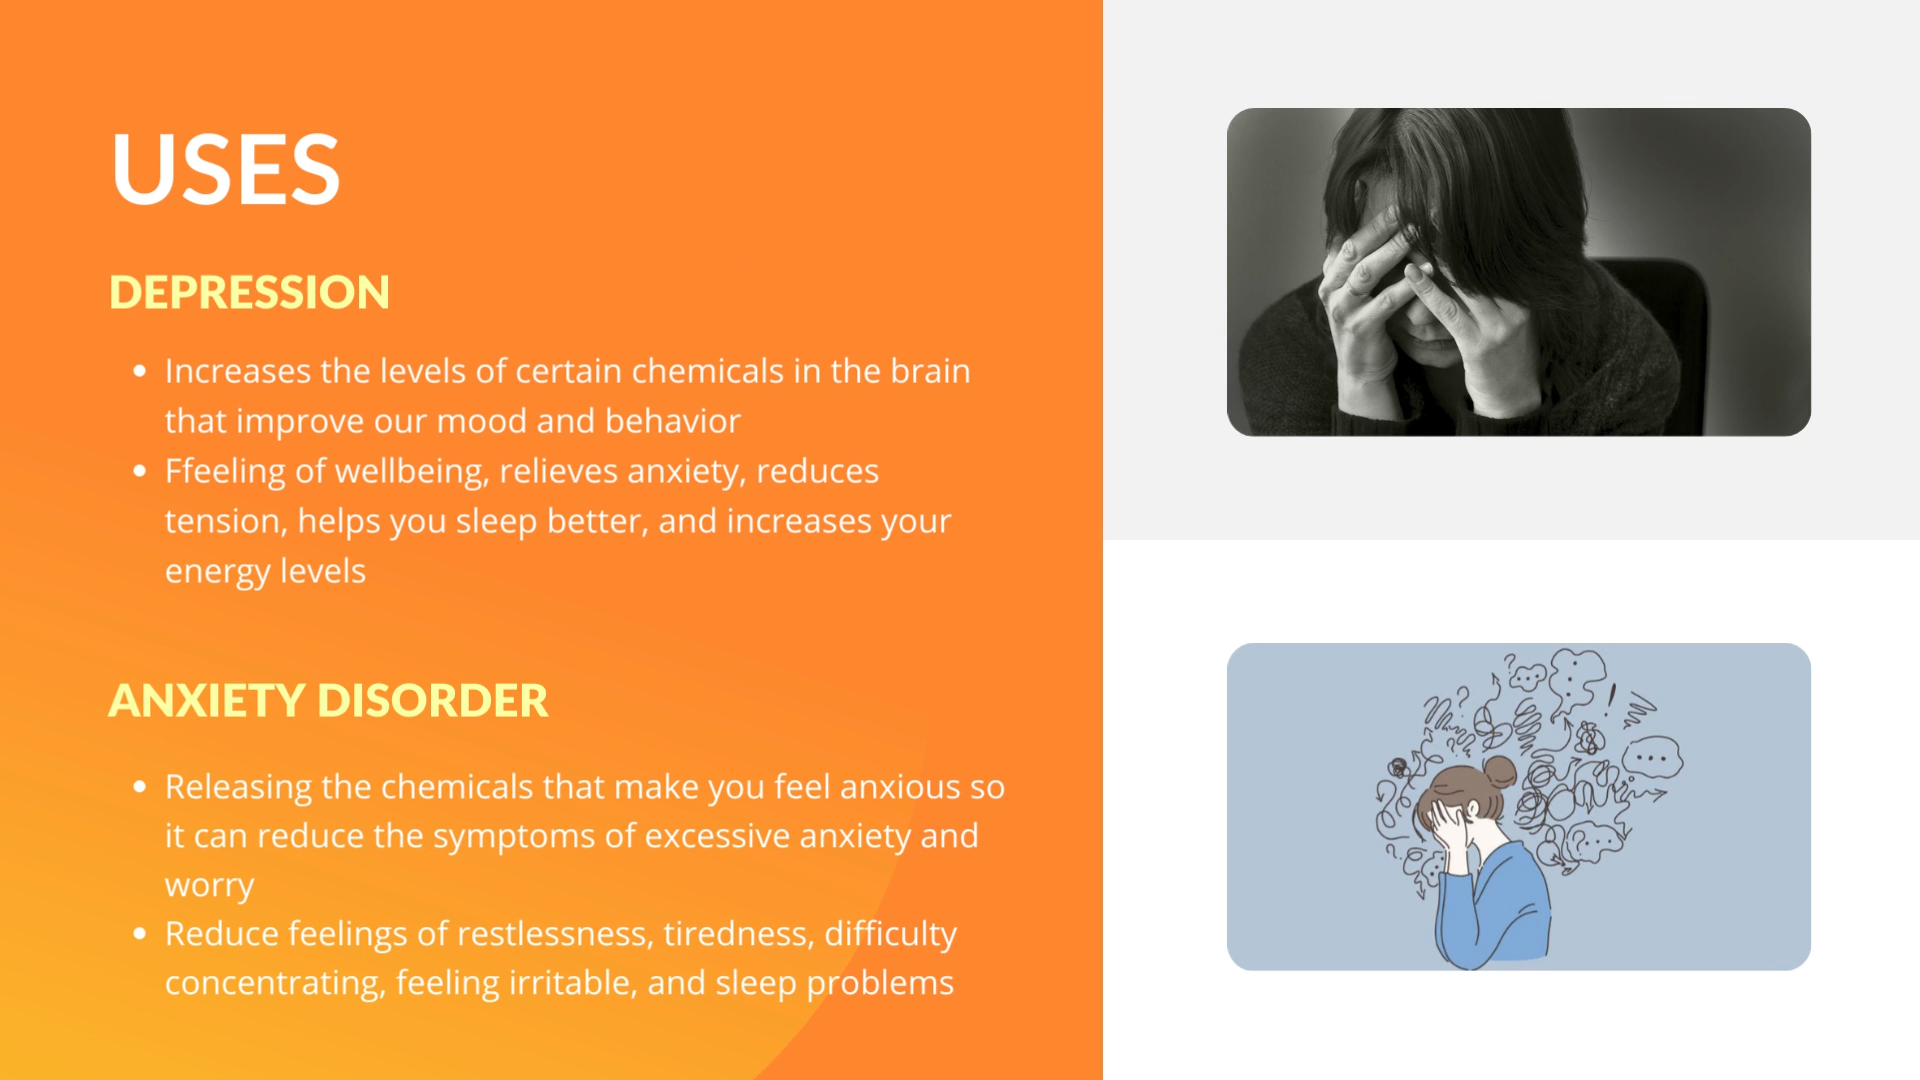 USES
DEPRESSION
• Increases the levels of certain chemicals in the brain
that improve our mood and behavior
• Ffeeling of wellbeing, relieves anxiety, reduces
tension, helps you sleep better, and increases your
energy levels
ANXIETY DISORDER
• Releasing the chemicals that make you feel anxious so
it can reduce the symptoms of excessive anxiety and
worry
• Reduce feelings of restlessness, tiredness, difficulty
concentrating, feeling irritable, and sleep problems